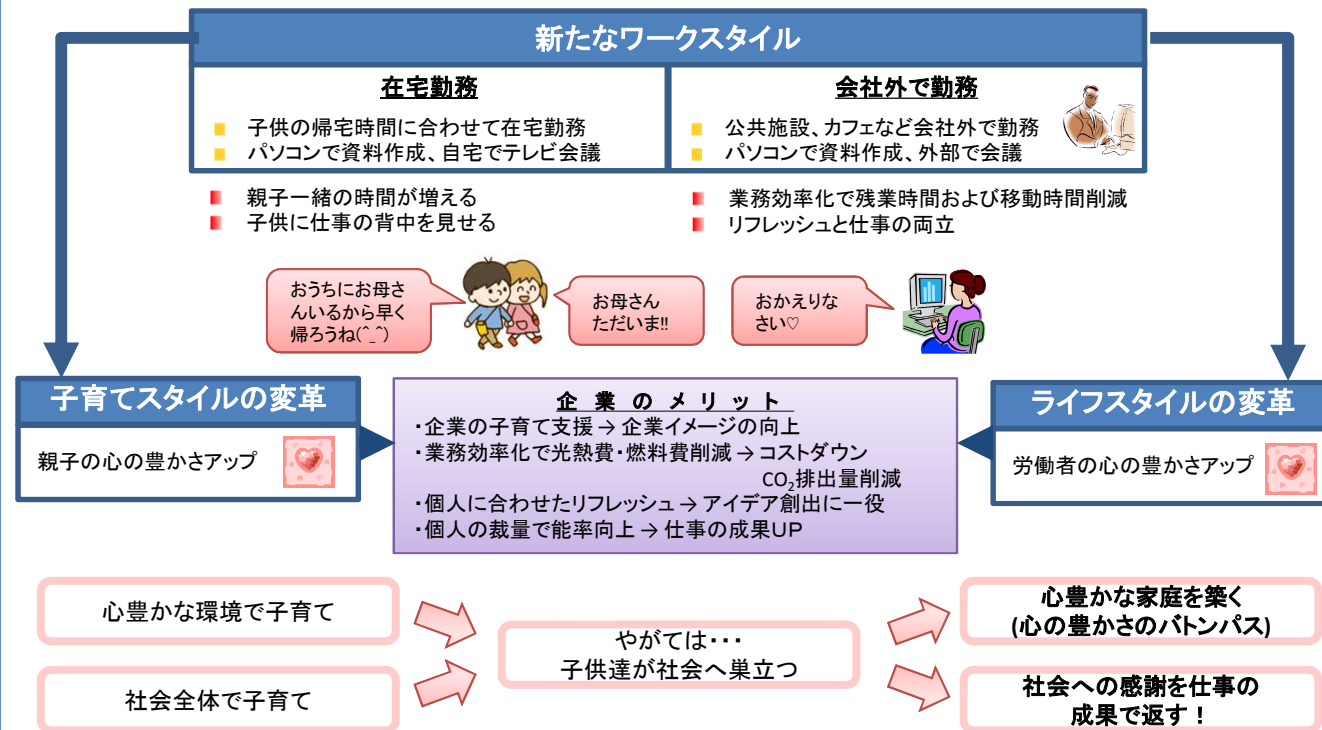 新たなワークスタイル
在宅勤務
子供の帰宅時間に合わせて在宅勤務
パソコンで資料作成、自宅でテレビ会議
会社外で勤務
公共施設、カフェなど会社外で勤務
パソコンで資料作成、外部で会議
親子一緒の時間が増える
子供に仕事の背中を見せる
業務効率化で残業時間および移動時間削減
リフレッシュと仕事の両立
おうちにお母さ
んいるから早く
帰ろうね(^_^)
お母さん
ただいま!!
おかえりな
さい♡
子育てスタイルの変革
親子の心の豊かさアップ
企 業 の メ リ ッ ト
・企業の子育て支援→企業イメージの向上
・業務効率化で光熱費・燃料費削減→コストダウン
CO₂排出量削減
・個人に合わせたリフレッシュ→アイデア創出に一役
・個人の裁量で能率向上→仕事の成果UP
ライフスタイルの変革
労働者の心の豊かさアップ
心豊かな環境で子育て
社会全体で子育て
やがては・・・
子供達が社会へ巣立つ
心豊かな家庭を築く
(心の豊かさのバトンパス)
社会への感謝を仕事の
成果で返す！